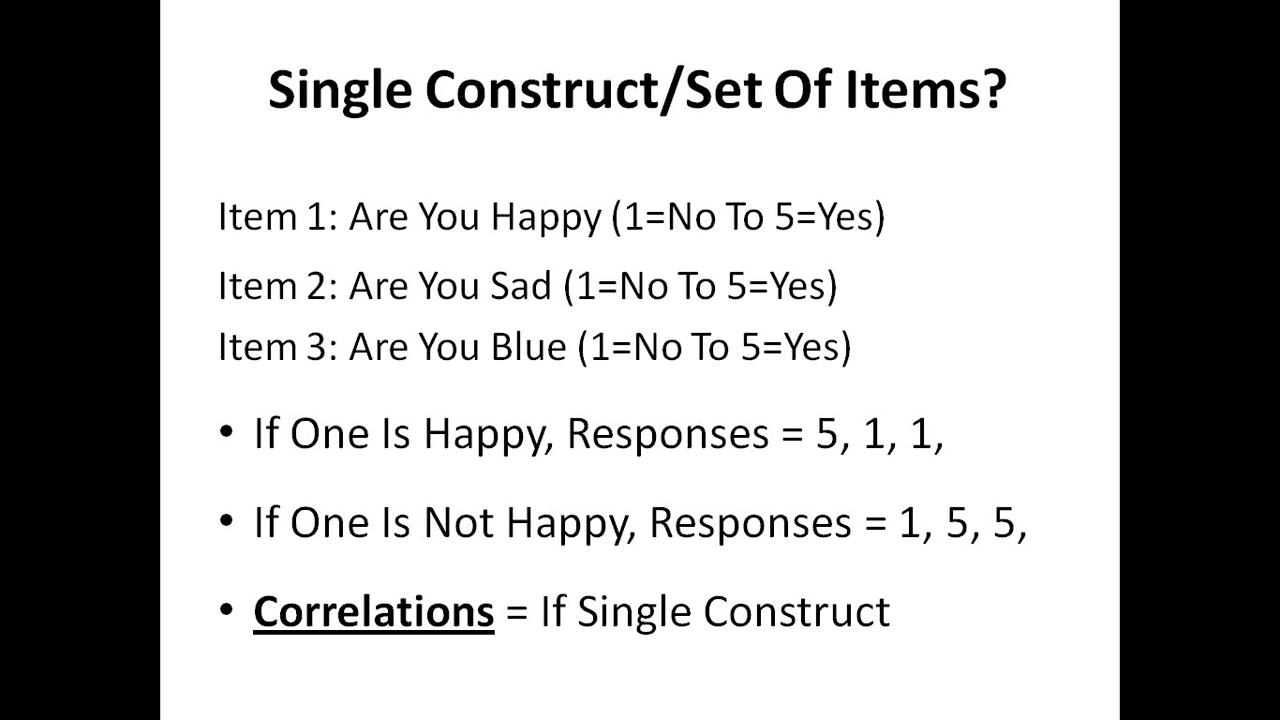 Single Construct/Set Of Items?
Item 1: Are You Happy (1=No To 5=Yes)
Item 2: Are You Sad (1=No To 5=Yes)
Item 3: Are You Blue (1=No To 5=Yes)
• If One Is Happy, Responses = 5, 1, 1,
• If One Is Not Happy, Responses = 1, 5, 5,
• Correlations = If Single Construct